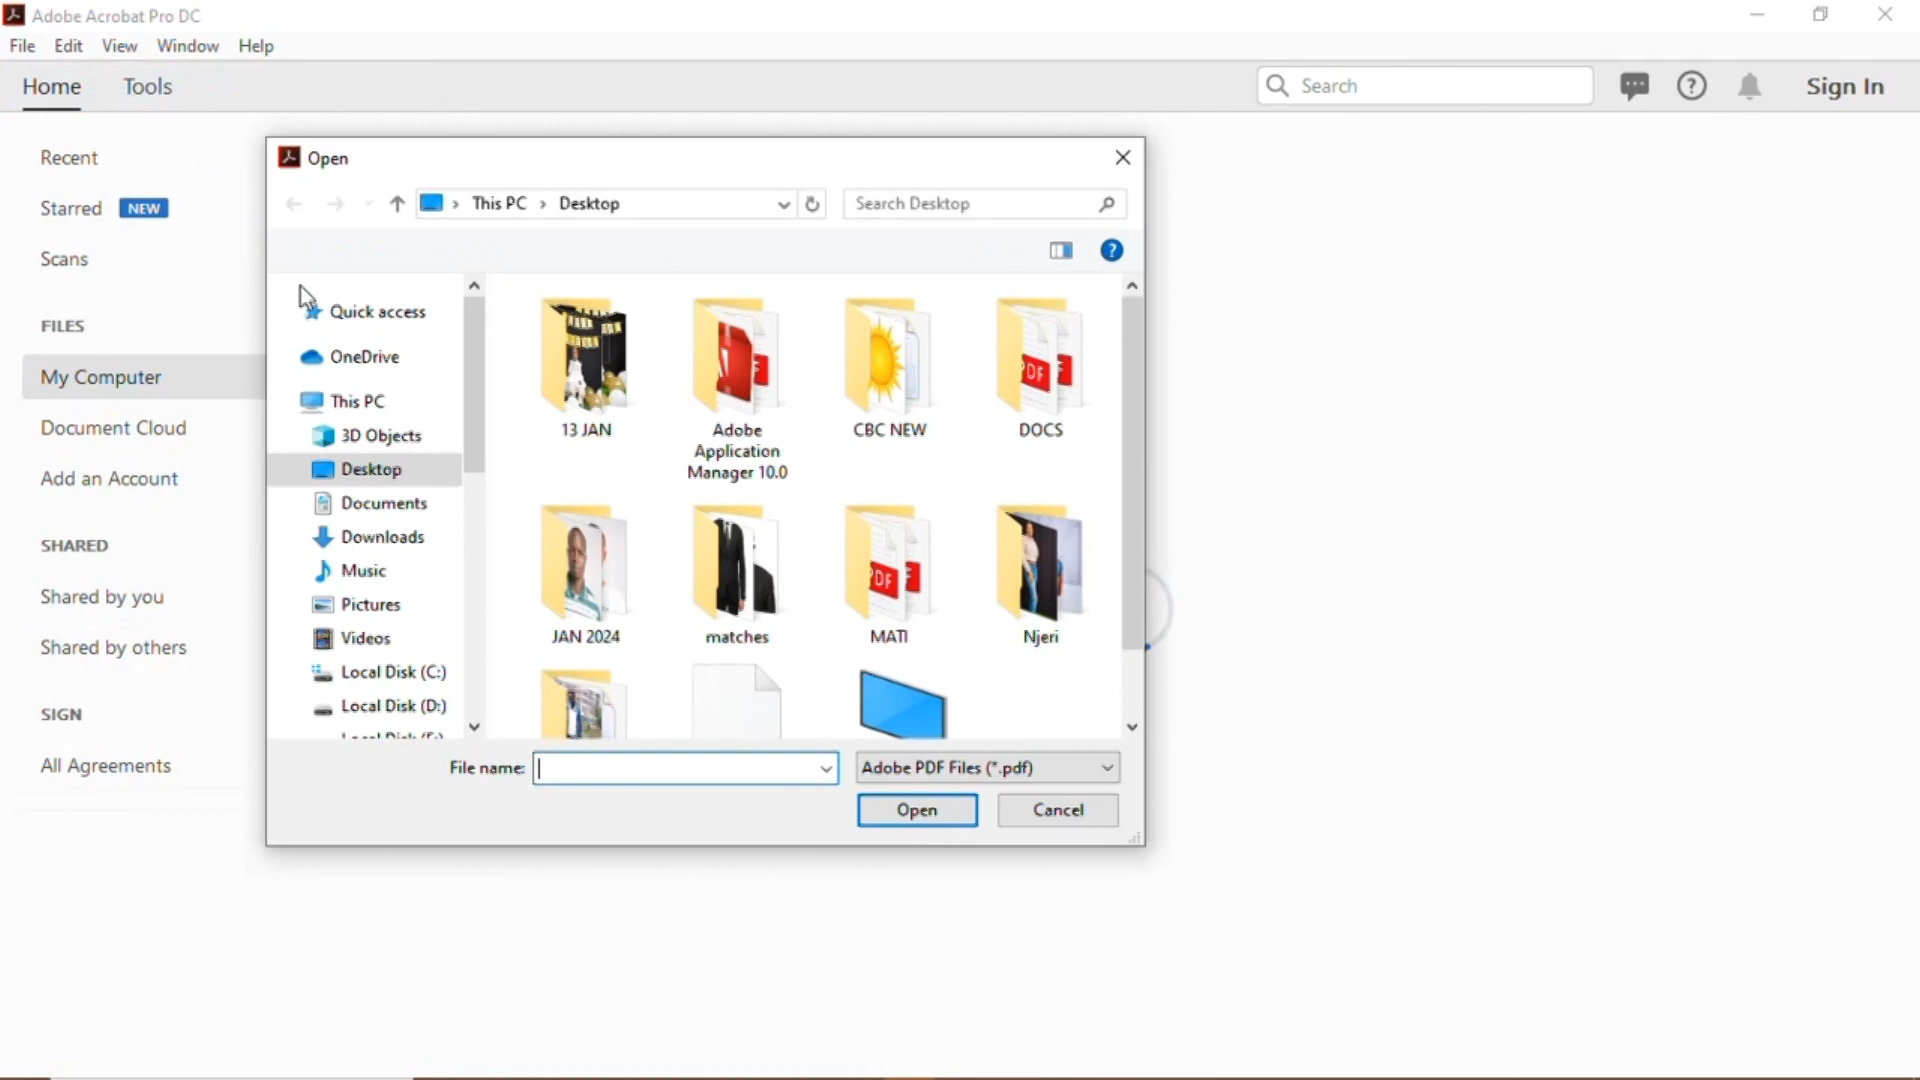 Adobe Acrobat Pro DC
File Edit View Window Help
Home Tools Search Sign In
Recent
Starred NEW
Scans
FILES
My Computer
Document Cloud
Add an Account
SHARED
Shared by you
Shared by others
SIGN
All Agreements
Open
This PC Desktop Search Desktop
Quick access
OneDrive
This PC
3D Objects
Desktop
Documents
Downloads
Music
Pictures
Videos
Local Disk (C:)
Local Disk (D:)
13 JAN
Adobe
Application
Manager 10.0
CBC NEW
DOCS
JAN 2024
matches
MATI
Njeri
PDF
PDF
File name:
Adobe PDF Files (*.pdf)
Open Cancel